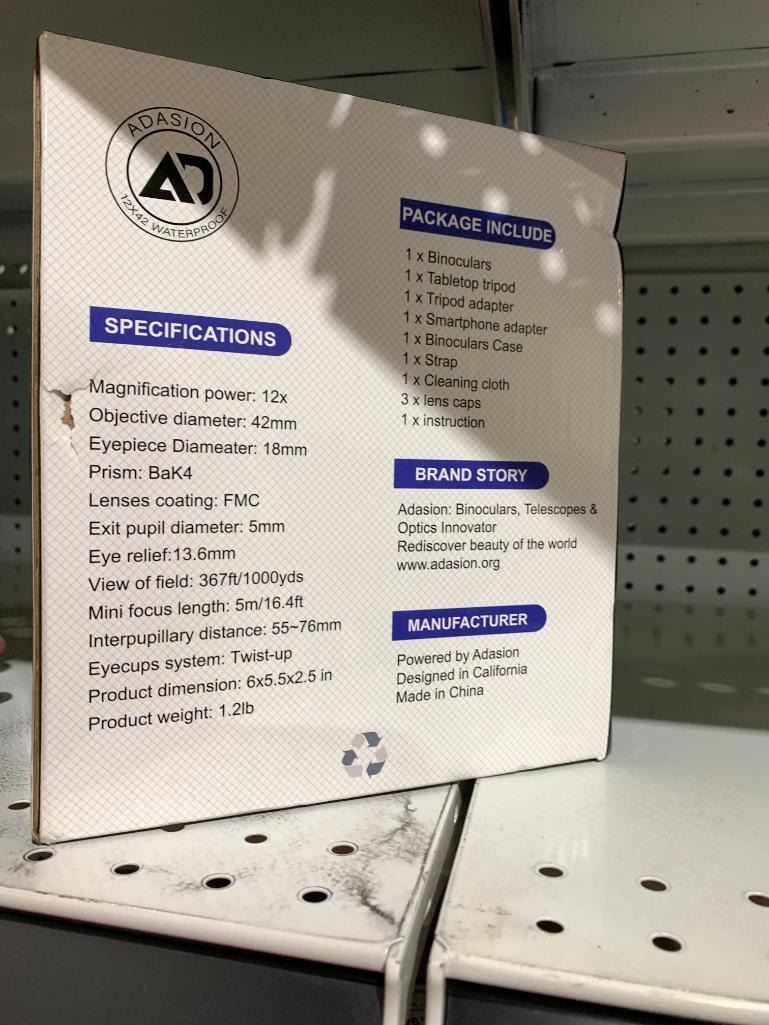 ADASION
AD
12X42 WATERPROOF
SPECIFICATIONS
Magnification power: 12x
Objective diameter: 42mm
Eyepiece Diameater: 18mm
Prism: BaK4
Lenses coating: FMC
Exit pupil diameter: 5mm
Eye relief:13.6mm
View of field: 367ft/1000yds
Mini focus length: 5m/16.4ft
Interpupillary distance: 55~76mm
Eyecups system: Twist-up
Product dimension: 6x5.5x2.5 in
Product weight: 1.2lb
PACKAGE INCLUDE
1 x Binoculars
1 x Tabletop tripod
1 x Tripod adapter
1 x Smartphone adapter
1 x Binoculars Case
1 x Strap
1 x Cleaning cloth
3 x lens caps
1 x instruction
BRAND STORY
Adasion: Binoculars, Telescopes &
Optics Innovator
Rediscover beauty of the world
www.adasion.org
MANUFACTURER
Powered by Adasion
Designed in California
Made in China